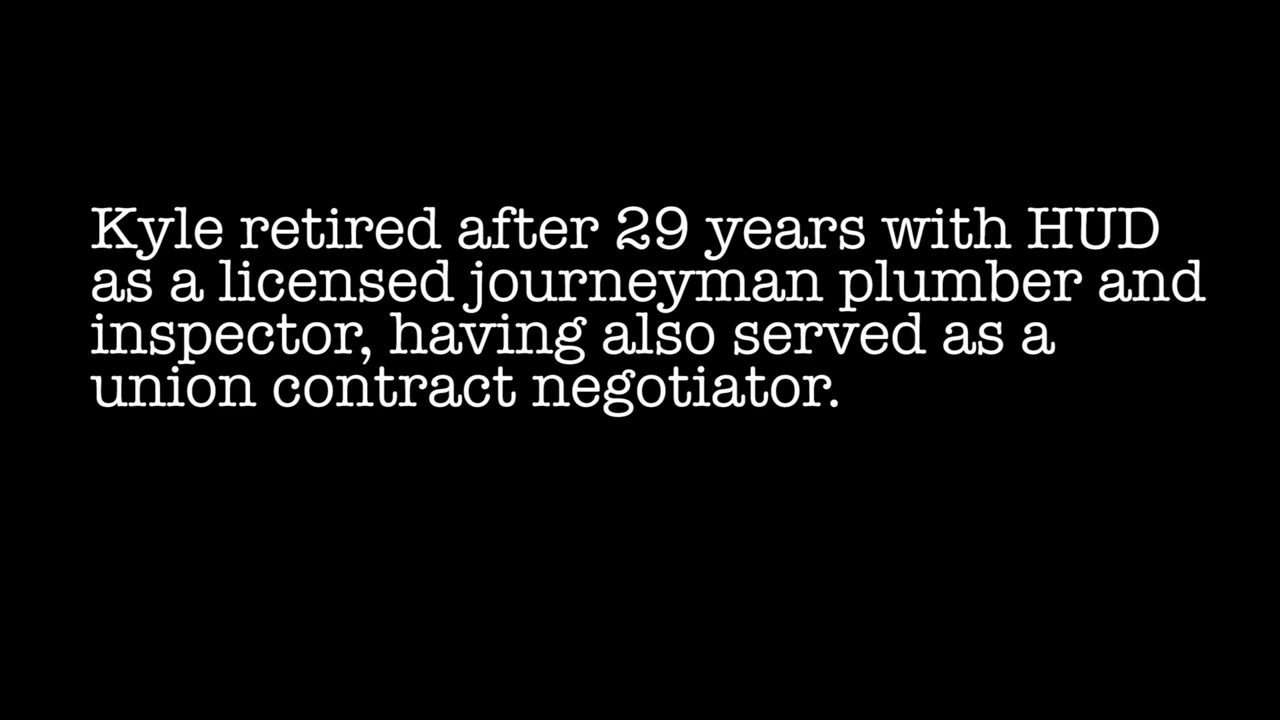 Kyle retired after 29 years with HUD
as a licensed journeyman plumber and
inspector, having also served as a
union contract negotiator.